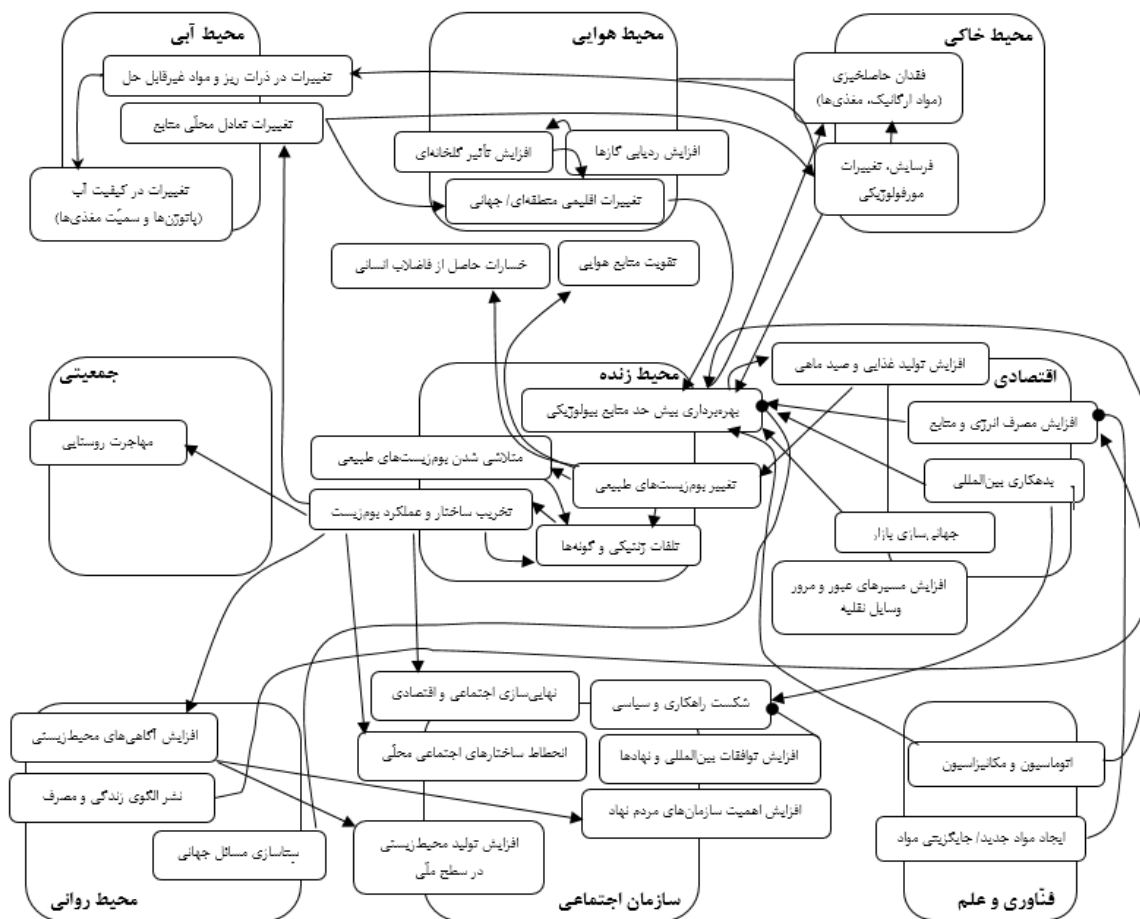 محیط خاکی
محیط هوایی
محیط آبی
فقدان حاصلخیزی
(مواد ارگانیک، مغذی‌ها)
فرسایش، تغییرات
مورفولوژیکی
افزایش ردیابی گازها
افزایش تأثیر گلخانه‌ای
تغییرات اقلیمی منطقه‌ای/ جهانی
تغییرات در ذرات ریز و مواد غیرقابل حل
تغییرات تعادل محلّی منابع
تغییرات در کیفیت آب
(پاتوژن‌ها و سمیّت مغذی‌ها)
تقویت منابع هوایی
خسارات حاصل از فاضلاب انسانی
اقتصادی
محیط زنده
جمعیتی
افزایش تولید غذایی و صید ماهی
افزایش مصرف انرژی و منابع
بدهکاری بین‌المللی
جهانی‌سازی بازار
افزایش مسیرهای عبور و مرور
وسایل نقلیه
بهره‌برداری بیش حد منابع بیولوژیکی
متلاشی شدن بوم‌زیست‌های طبیعی
تغییر بوم‌زیست‌های طبیعی
تخریب ساختار و عملکرد بوم‌زیست
تلفات ژنتیکی و گونه‌ها
مهاجرت روستایی
نهایی‌سازی اجتماعی و اقتصادی
شکست راهکاری و سیاسی
انحطاط ساختارهای اجتماعی محلّی
افزایش توافقات بین‌المللی و نهادها
افزایش اهمیت سازمان‌های مردم نهاد
افزایش تولید محیط‌زیستی
در سطح ملّی
سازمان اجتماعی
اتوماسیون و مکانیزاسیون
ایجاد مواد جدید/ جایگزینی مواد
فنّاوری و علم
افزایش آگاهی‌های محیط‌زیستی
نشر الگوی زندگی و مصرف
سیتاسازی مسائل جهانی
محیط روانی